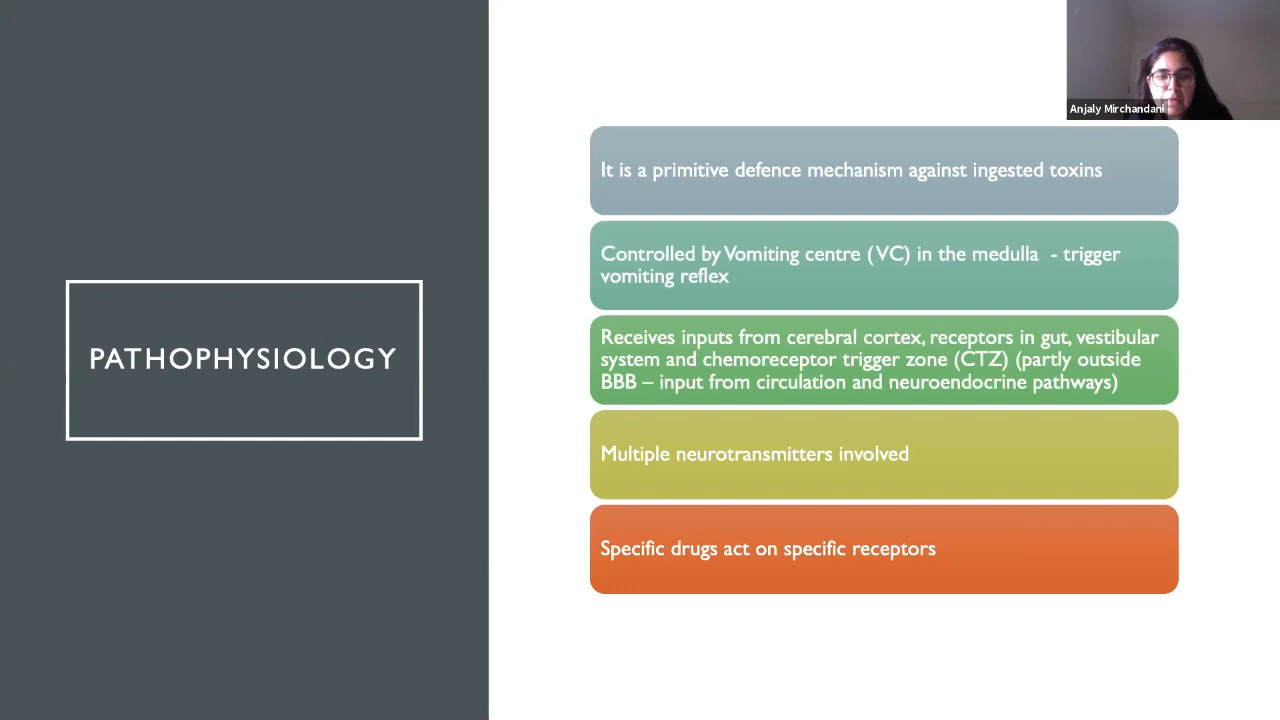 Anjaly Mirchandani
PATHOPHYSIOLOGY
It is a primitive defence mechanism against ingested toxins
Controlled by Vomiting centre (VC) in the medulla - trigger
vomiting reflex
Receives inputs from cerebral cortex, receptors in gut, vestibular
system and chemoreceptor trigger zone (CTZ) (partly outside
BBB – input from circulation and neuroendocrine pathways)
Multiple neurotransmitters involved
Specific drugs act on specific receptors